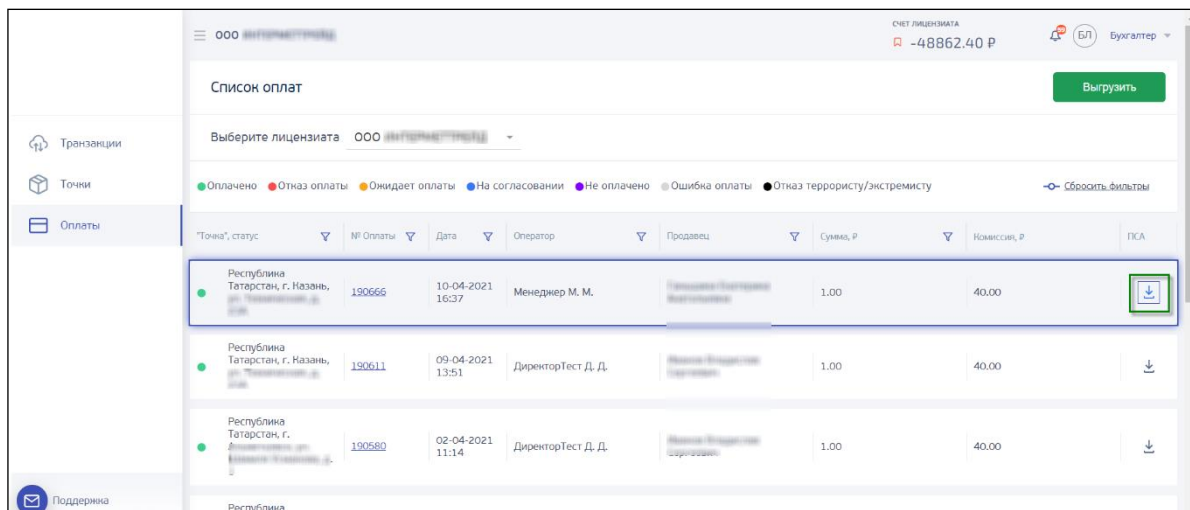 ООО
СЧЕТ ЛИЦЕНЗИАТА
-48862.40 ₽
БЛ
Бухгалтер
Список оплат
Выгрузить
Транзакции
Точки
Оплаты
Поддержка
Выберите лицензиата ООО
Оплачено Отказ оплаты Ожидает оплаты На согласовании Не оплачено Ошибка оплаты Отказ террористу/экстремисту
Сбросить фильтры
"Точка", статус № Оплаты Дата Оператор Продавец Сумма, ₽ Комиссия, ₽ ПСА
Республика
Татарстан, г. Казань,
190666
10-04-2021
16:37
Менеджер М. М.
1.00
40.00
Республика
Татарстан, г. Казань,
190611
09-04-2021
13:51
ДиректорТест Д. Д.
1.00
40.00
Республика
Татарстан, г.
190580
02-04-2021
11:14
ДиректорТест Д. Д.
1.00
40.00
Республика